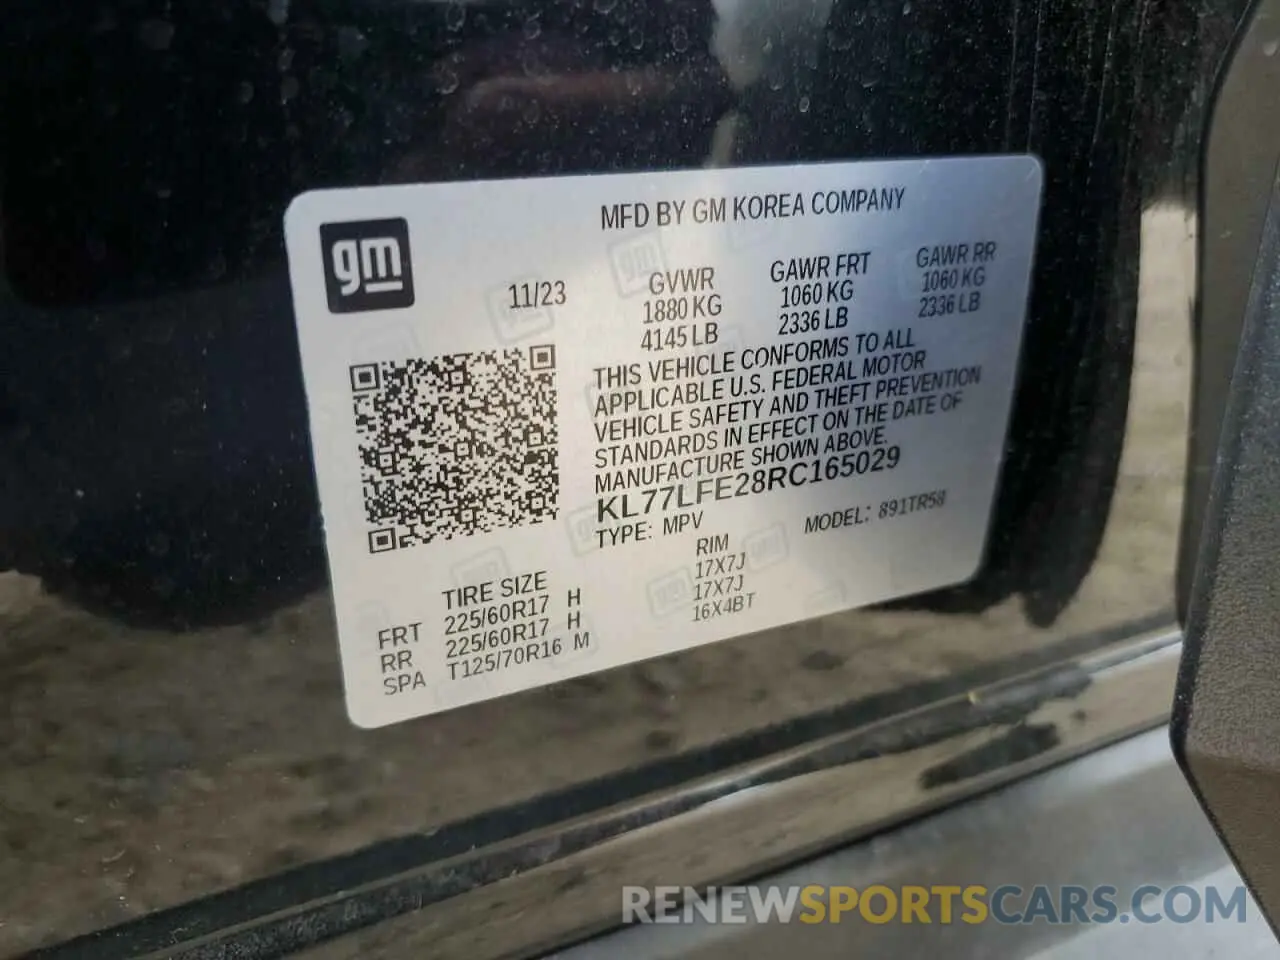 gm
MFD BY GM KOREA COMPANY
11/23
GVWR
1880 KG
4145 LB
GAWR FRT
1060 KG
2336 LB
GAWR RR
1060 KG
2336 LB
THIS VEHICLE CONFORMS TO ALL
APPLICABLE U.S. FEDERAL MOTOR
VEHICLE SAFETY AND THEFT PREVENTION
STANDARDS IN EFFECT ON THE DATE OF
MANUFACTURE SHOWN ABOVE.
KL77LFE28RC165029
TYPE: MPV MODEL: 891TR58
TIRE SIZE RIM
FRT 225/60R17 H 17X7J
RR 225/60R17 H 17X7J
SPA T125/70R16 M 16X4BT
RENEWSPORTSCARS.COM